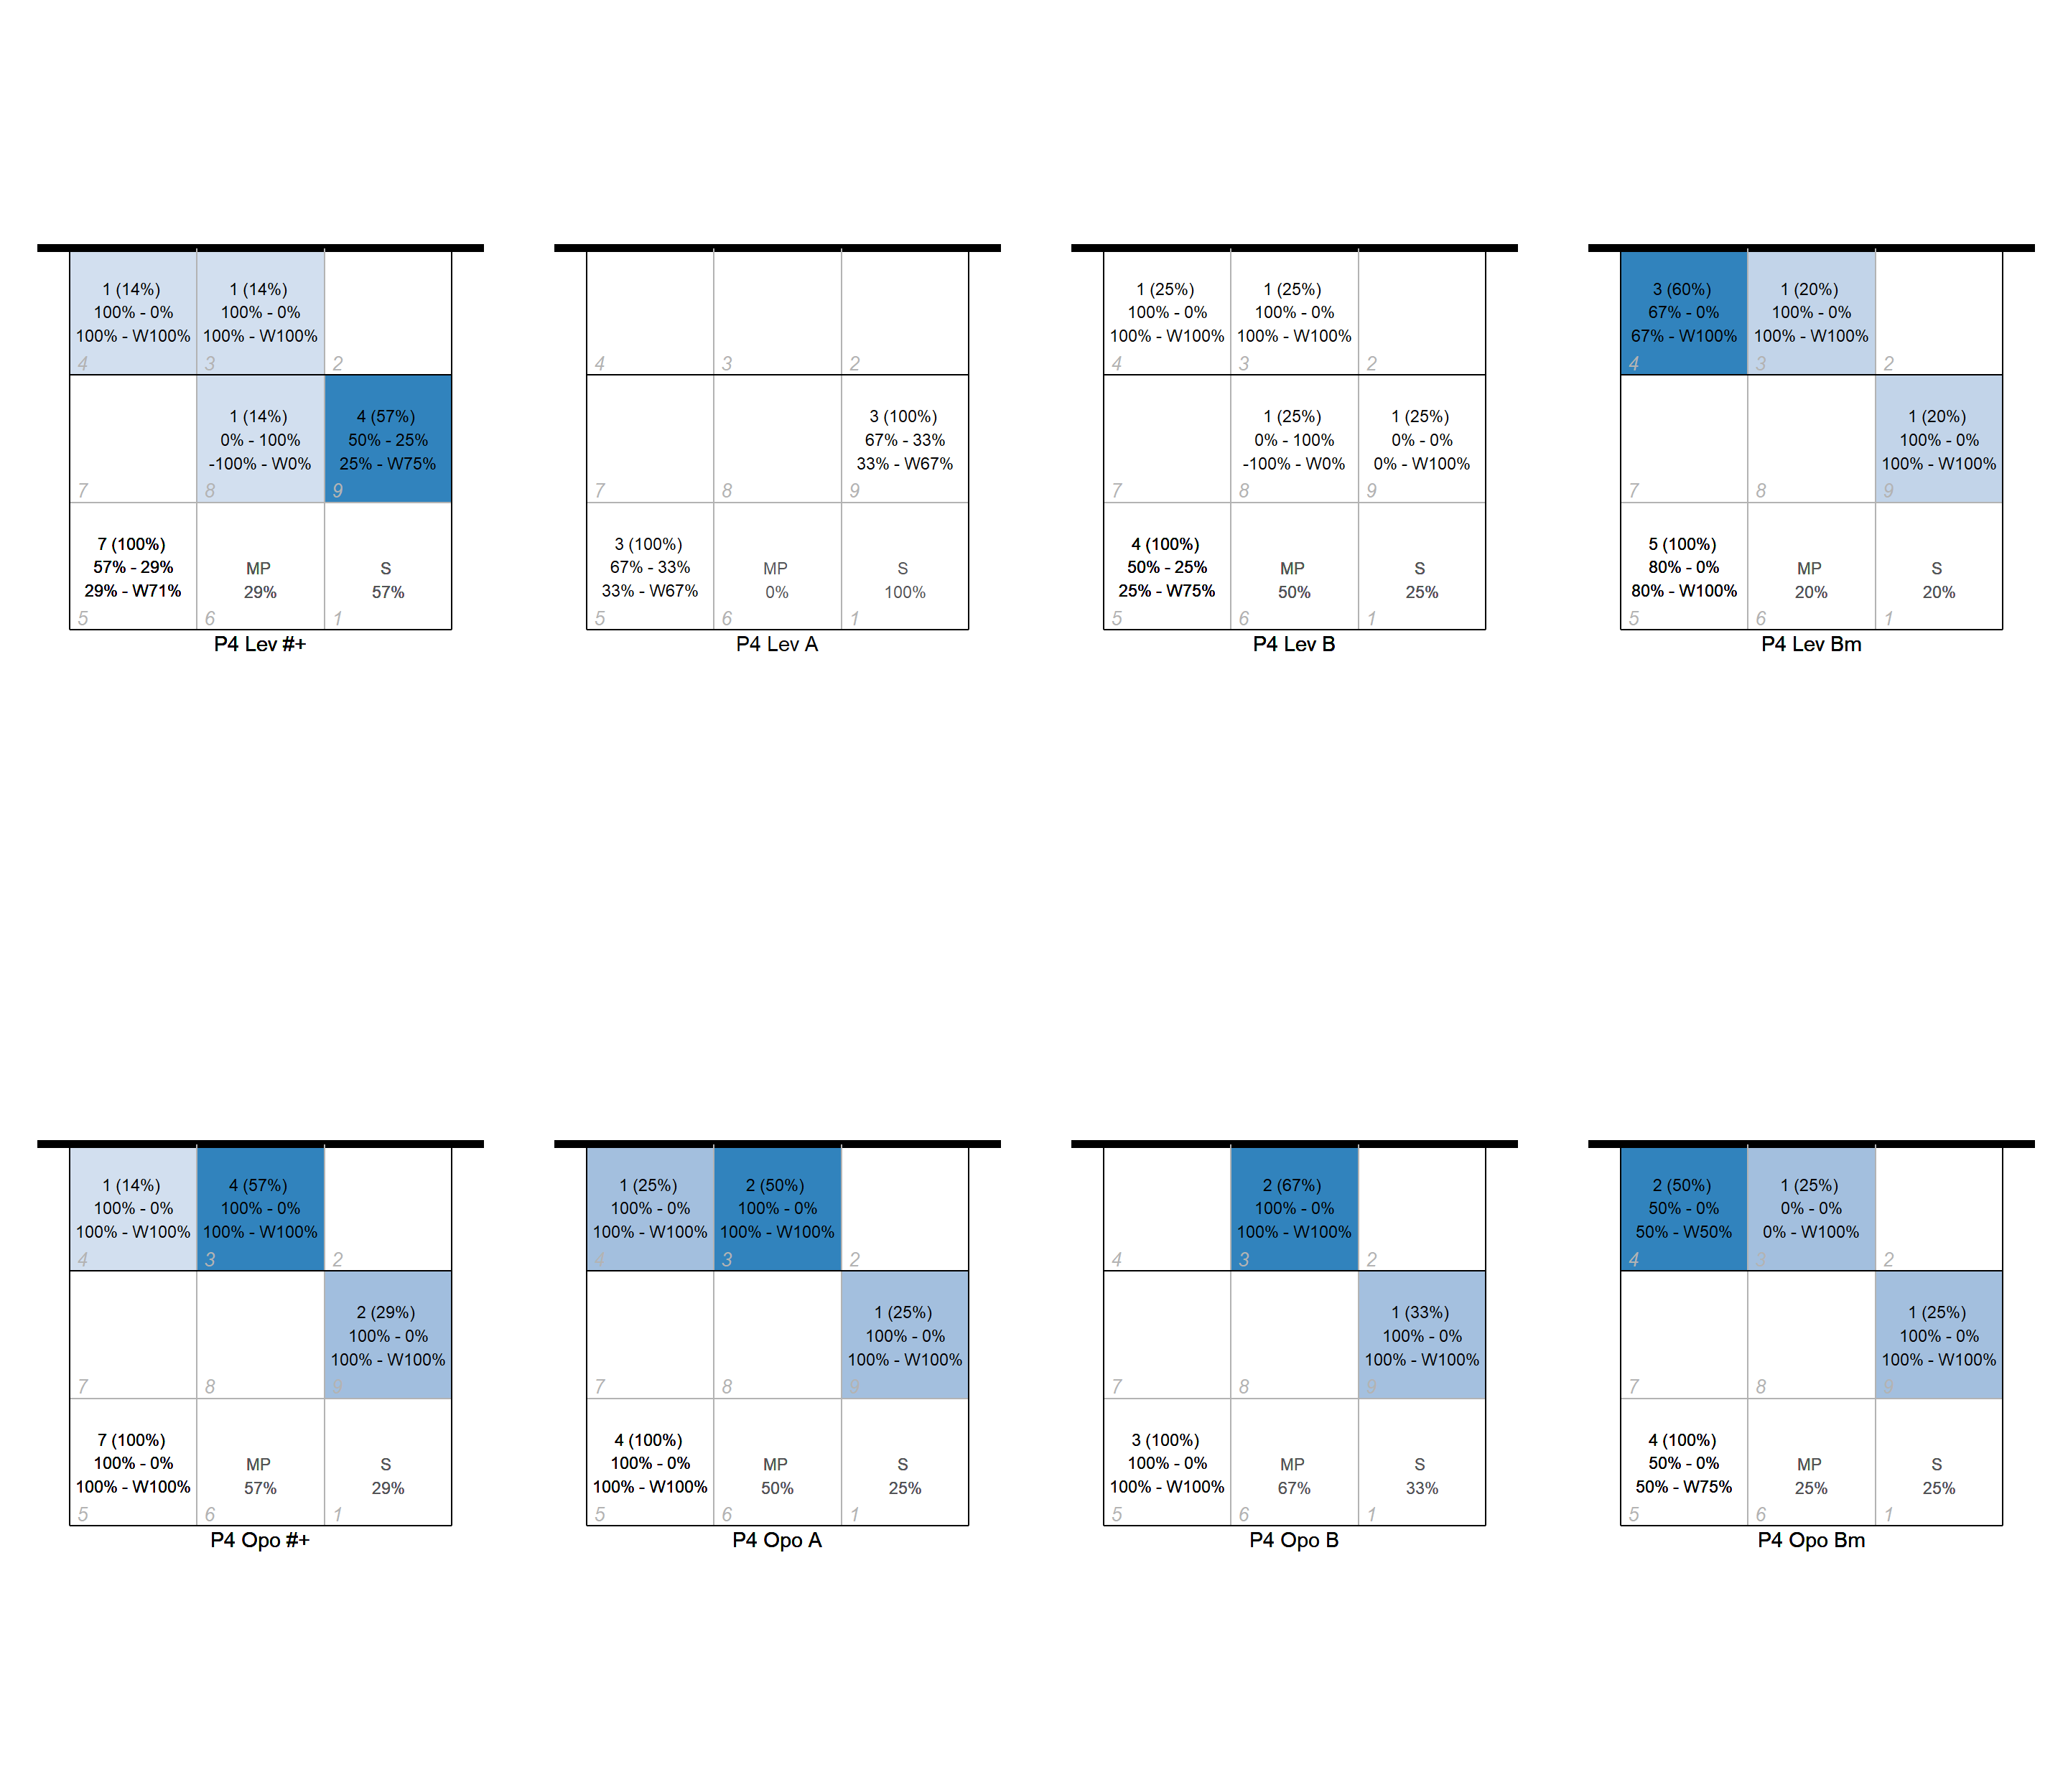 1 (14%)
100% - 0%
100% - W100%
4
1 (14%)
100% - 0%
100% - W100%
3
2
7
1 (14%)
0% - 100%
-100% - W0%
8
4 (57%)
50% - 25%
25% - W75%
9
7 (100%)
57% - 29%
29% - W71%
5
MP
29%
6
S
57%
1
P4 Lev #+
4
3
2
7
8
3 (100%)
67% - 33%
33% - W67%
9
3 (100%)
67% - 33%
33% - W67%
5
MP
0%
6
S
100%
1
P4 Lev A
1 (25%)
100% - 0%
100% - W100%
4
1 (25%)
100% - 0%
100% - W100%
3
2
7
1 (25%)
0% - 100%
-100% - W0%
8
1 (25%)
0% - 0%
0% - W100%
9
4 (100%)
50% - 25%
25% - W75%
5
MP
50%
6
S
25%
1
P4 Lev B
3 (60%)
67% - 0%
67% - W100%
4
1 (20%)
100% - 0%
100% - W100%
3
2
7
8
1 (20%)
100% - 0%
100% - W100%
9
5 (100%)
80% - 0%
80% - W100%
5
MP
20%
6
S
20%
1
P4 Lev Bm
1 (14%)
100% - 0%
100% - W100%
4
4 (57%)
100% - 0%
100% - W100%
3
2
7
8
2 (29%)
100% - 0%
100% - W100%
9
7 (100%)
100% - 0%
100% - W100%
5
MP
57%
6
S
29%
1
P4 Opo #+
1 (25%)
100% - 0%
100% - W100%
4
2 (50%)
100% - 0%
100% - W100%
3
2
7
8
1 (25%)
100% - 0%
100% - W100%
9
4 (100%)
100% - 0%
100% - W100%
5
MP
50%
6
S
25%
1
P4 Opo A
4
2 (67%)
100% - 0%
100% - W100%
3
2
7
8
1 (33%)
100% - 0%
100% - W100%
9
3 (100%)
100% - 0%
100% - W100%
5
MP
67%
6
S
33%
1
P4 Opo B
2 (50%)
50% - 0%
50% - W50%
4
1 (25%)
0% - 0%
0% - W100%
3
2
7
8
1 (25%)
100% - 0%
100% - W100%
9
4 (100%)
50% - 0%
50% - W75%
5
MP
25%
6
S
25%
1
P4 Opo Bm